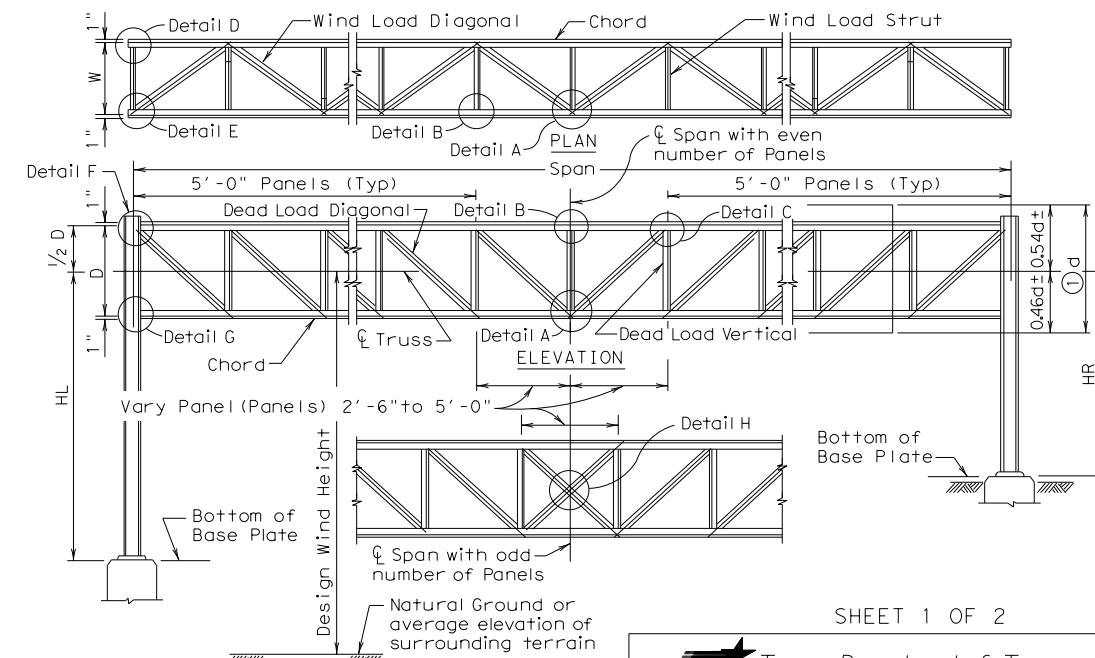 1"
Detail D
Wind Load Diagonal
Chord
Wind Load Strut
W
1"
Detail E
Detail B
Detail A
PLAN
℄ Span with even
number of Panels
Span
Detail F
1"
5'-0" Panels (Typ)
5'-0" Panels (Typ)
Dead Load Diagonal
Detail B
Detail C
½ D
D
0.54d±
0.46d±
1 d
1"
Detail G
Chord
℄ Truss
Detail A
Dead Load Vertical
ELEVATION
HL
HR
Vary Panel (Panels) 2'-6" to 5'-0"
Detail H
Bottom of
Base Plate
Bottom of
Base Plate
Design Wind Height
℄ Span with odd
number of Panels
Natural Ground or
average elevation of
surrounding terrain
SHEET 1 OF 2